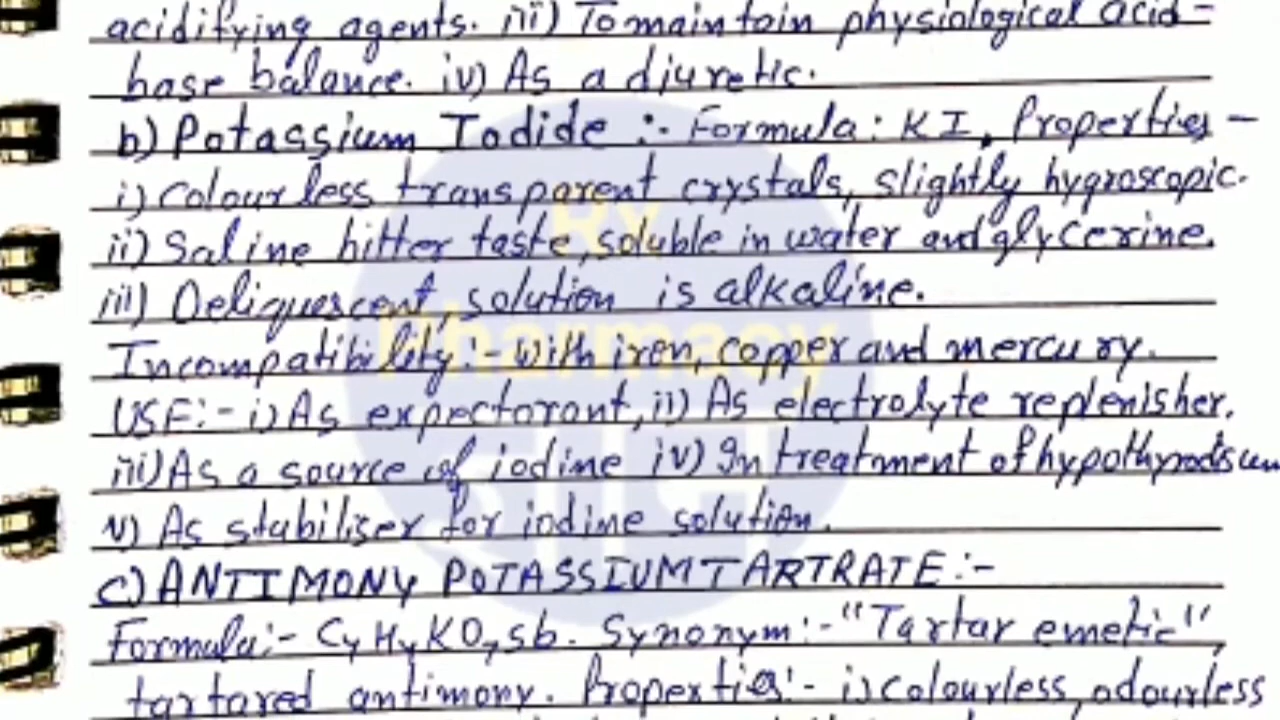 acidifying agents. iii) To maintain physiological acid-
base balance. iv) As a diuretic.
b) Potassium Iodide :- Formula: KI, Properties -
i) Colourless transparent crystals, slightly hygroscopic.
ii) Saline bitter taste, soluble in water and glycerine.
iii) Deliquescent, solution is alkaline.
Incompatibility:- with iron, copper and mercury.
USE:- i) As expectorant, ii) As electrolyte replenisher.
iii) As a source of iodine iv) In treatment of hypothyrodism
v) As stabiliser for iodine solution.
c) ANTIMONY POTASSIUM TARTRATE:-
Formula:- C4H4KO7Sb. Synonym:- "Tartar emetic",
tartared antimony. Properties:- i) Colourless, odourless
Rx
Pharmacy